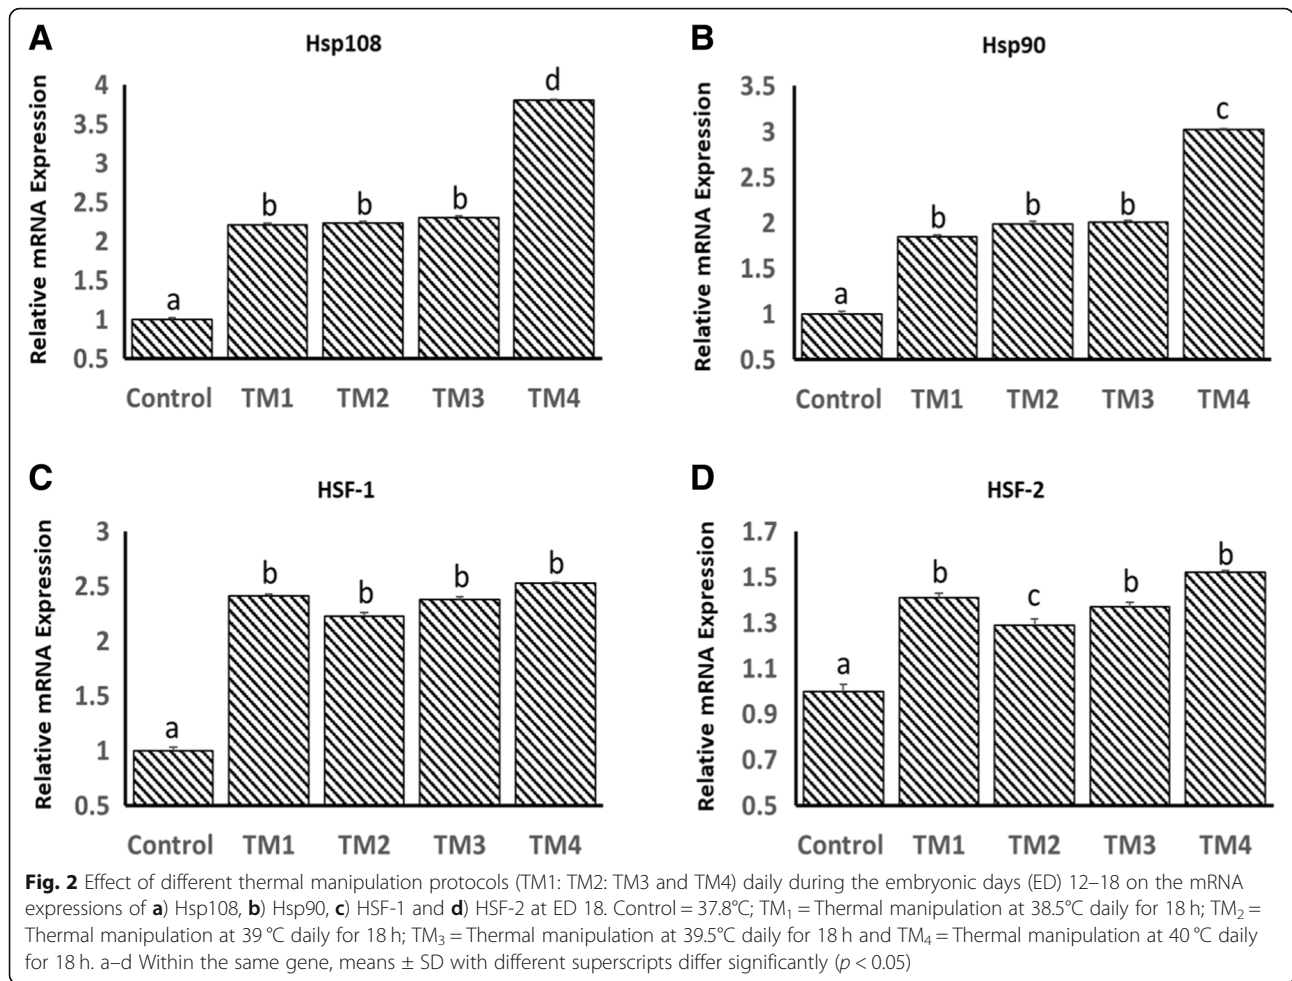 A
Hsp108
Relative mRNA Expression
4
3.5
3
2.5
2
1.5
1
0.5
a
b
b
b
d
Control TM1 TM2 TM3 TM4
B
Hsp90
Relative mRNA Expression
3.5
3
2.5
2
1.5
1
0.5
a
b
b
b
c
Control TM1 TM2 TM3 TM4
C
HSF-1
Relative mRNA Expression
3
2.5
2
1.5
1
0.5
a
b
b
b
b
Control TM1 TM2 TM3 TM4
D
HSF-2
Relative mRNA Expression
1.7
1.5
1.3
1.1
0.9
0.7
0.5
a
b
c
b
b
Control TM1 TM2 TM3 TM4
Fig. 2 Effect of different thermal manipulation protocols (TM1: TM2: TM3 and TM4) daily during the embryonic days (ED) 12–18 on the mRNA
expressions of a) Hsp108, b) Hsp90, c) HSF-1 and d) HSF-2 at ED 18. Control = 37.8°C; TM₁ = Thermal manipulation at 38.5°C daily for 18 h; TM₂ =
Thermal manipulation at 39 °C daily for 18 h; TM₃ = Thermal manipulation at 39.5°C daily for 18 h and TM₄ = Thermal manipulation at 40 °C daily
for 18 h. a–d Within the same gene, means ± SD with different superscripts differ significantly (p < 0.05)